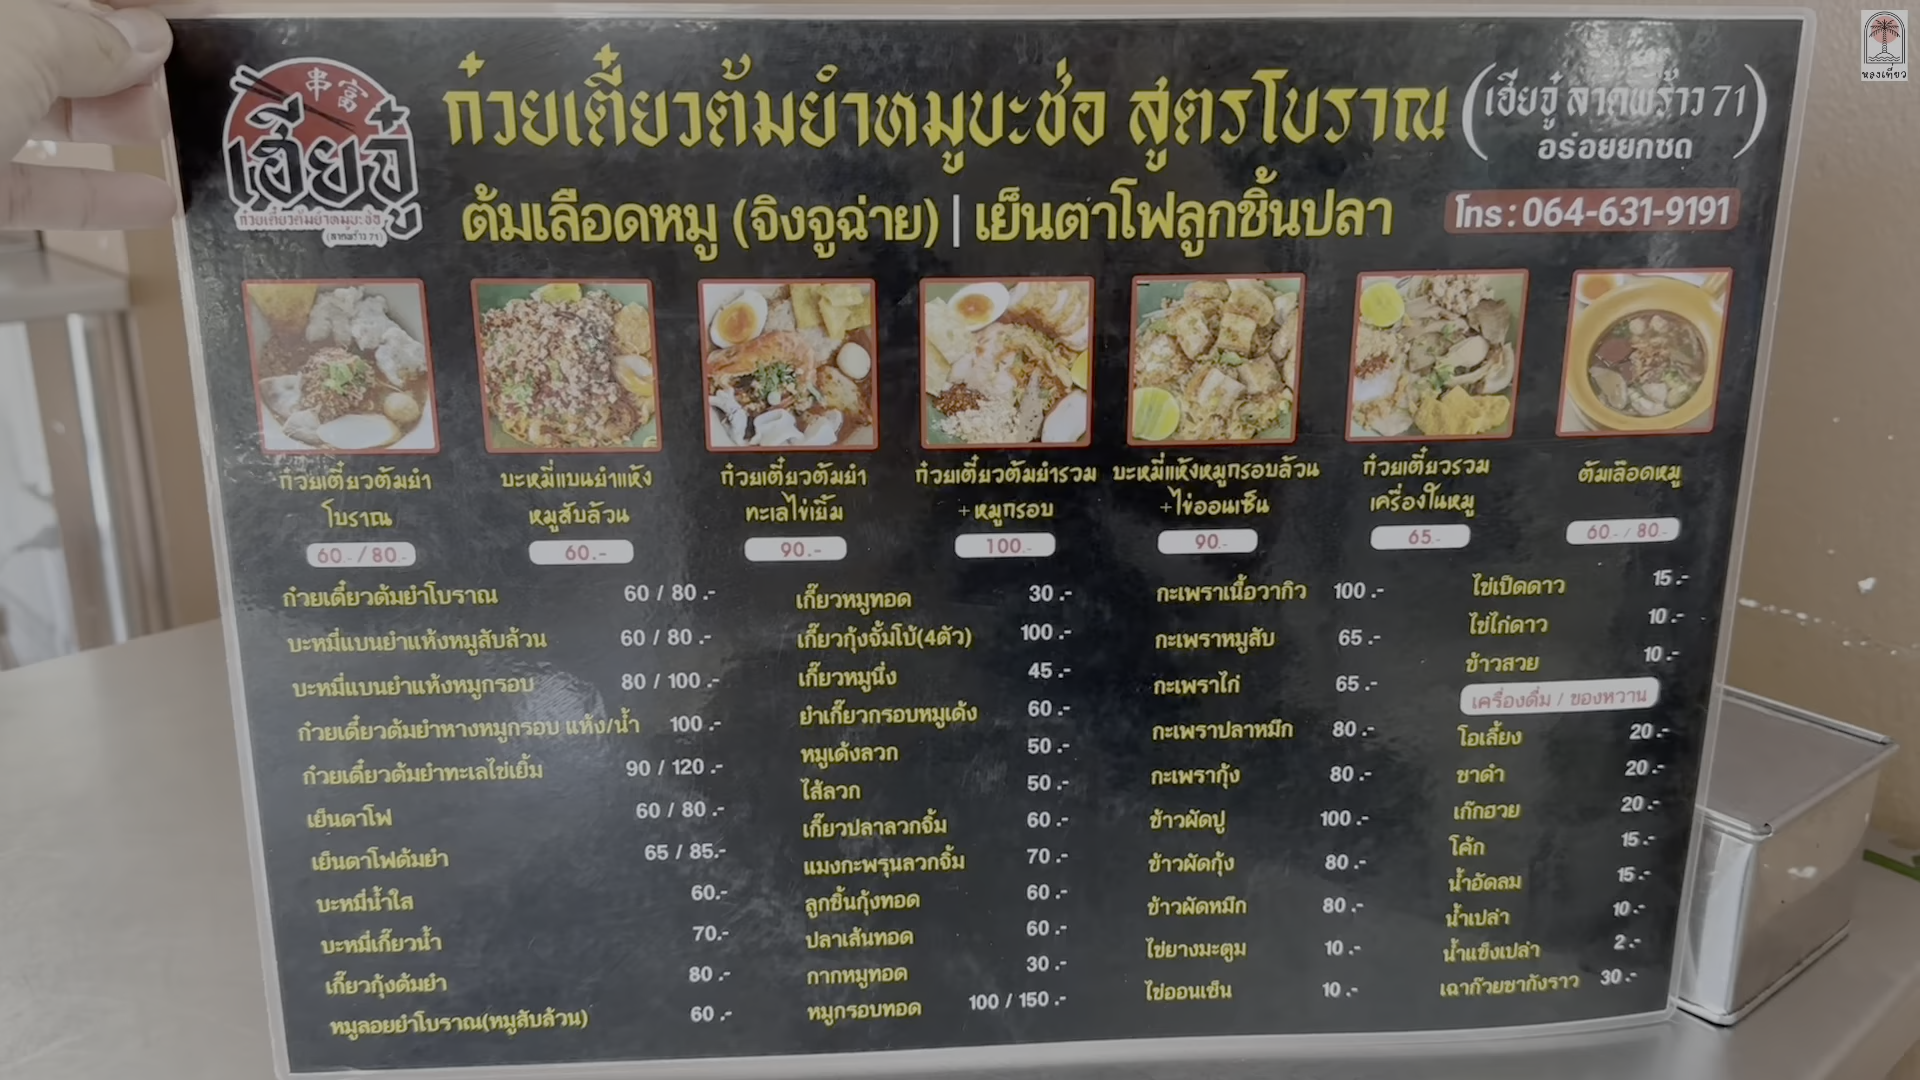 串富
เฮียจู๋
ก๋วยเตี๋ยวต้มยำหมูบะช่อ
(ลาดพร้าว 71)
ก๋วยเตี๋ยวต้มยำหมูบะช่อ สูตรโบราณ
(เฮียจู๋ ลาดพร้าว 71)
อร่อยยกซด
ต้มเลือดหมู (จิงจูฉ่าย) | เย็นตาโฟลูกชิ้นปลา
โทร : 064-631-9191
หลงเที่ยว
ก๋วยเตี๋ยวต้มยำ
โบราณ
60.- / 80.-
บะหมี่แบนยำแห้ง
หมูสับล้วน
60.-
ก๋วยเตี๋ยวต้มยำ
ทะเลไข่เยิ้ม
90.-
ก๋วยเตี๋ยวต้มยำรวม
+หมูกรอบ
100.-
บะหมี่แห้งหมูกรอบล้วน
+ไข่ออนเซ็น
90.-
ก๋วยเตี๋ยวรวม
เครื่องในหมู
65.-
ต้มเลือดหมู
60.- / 80.-
ก๋วยเตี๋ยวต้มยำโบราณ 60 / 80 .-
บะหมี่แบนยำแห้งหมูสับล้วน 60 / 80 .-
บะหมี่แบนยำแห้งหมูกรอบ 80 / 100 .-
ก๋วยเตี๋ยวต้มยำหางหมูกรอบ แห้ง/น้ำ 100 .-
ก๋วยเตี๋ยวต้มยำทะเลไข่เยิ้ม 90 / 120 .-
เย็นตาโฟ 60 / 80 .-
เย็นตาโฟต้มยำ 65 / 85.-
บะหมี่น้ำใส 60.-
บะหมี่เกี๊ยวน้ำ 70.-
เกี๊ยวกุ้งต้มยำ 80 .-
หมูลอยยำโบราณ(หมูสับล้วน) 60 .-
เกี๊ยวหมูทอด 30 .-
เกี๊ยวกุ้งจั้มโบ้(4ตัว) 100 .-
เกี๊ยวหมูนึ่ง 45 .-
ยำเกี๊ยวกรอบหมูเด้ง 60 .-
หมูเด้งลวก 50 .-
ไส้ลวก 50 .-
เกี๊ยวปลาลวกจิ้ม 60 .-
แมงกะพรุนลวกจิ้ม 70 .-
ลูกชิ้นกุ้งทอด 60 .-
ปลาเส้นทอด 60 .-
กากหมูทอด 30 .-
หมูกรอบทอด 100 / 150 .-
กะเพราเนื้อวากิว 100 .-
กะเพราหมูสับ 65 .-
กะเพราไก่ 65 .-
กะเพราปลาหมึก 80 .-
กะเพรากุ้ง 80 .-
ข้าวผัดปู 100 .-
ข้าวผัดกุ้ง 80 .-
ข้าวผัดหมึก 80 .-
ไข่ยางมะตูม 10 .-
ไข่ออนเซ็น 10 .-
ไข่เป็ดดาว 15 .-
ไข่ไก่ดาว 10 .-
ข้าวสวย 10 .-
เครื่องดื่ม / ของหวาน
โอเลี้ยง 20 .-
ชาดำ 20 .-
เก๊กฮวย 20 .-
โค้ก 15 .-
น้ำอัดลม 15 .-
น้ำเปล่า 10 .-
น้ำแข็งเปล่า 2 .-
เฉาก๊วยชากังราว 30 .-